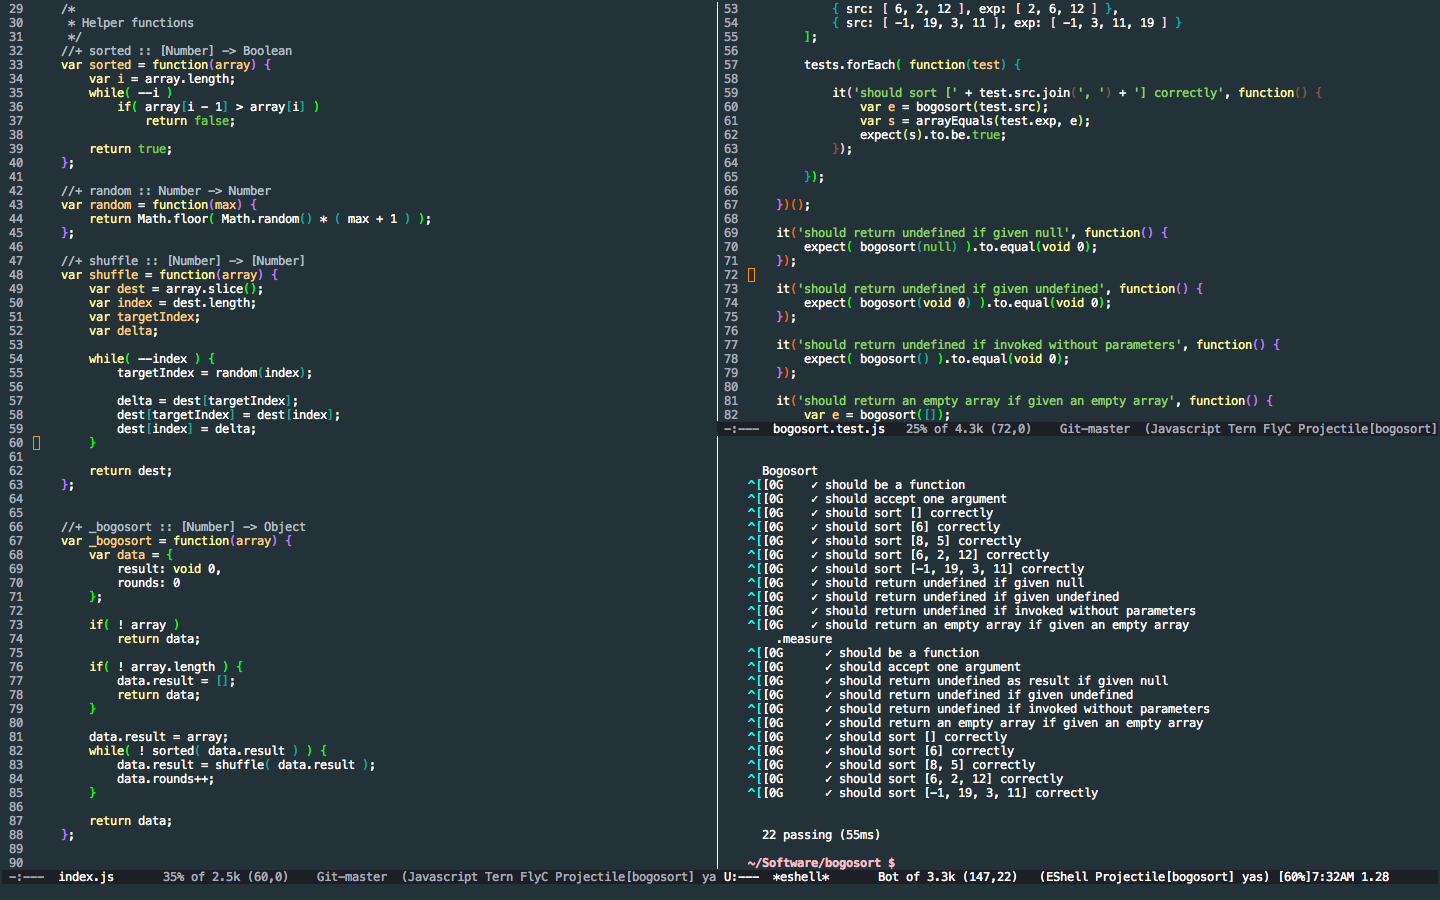 29     /*
30      * Helper functions
31      */
32     //+ sorted :: [Number] -> Boolean
33     var sorted = function(array) {
34         var i = array.length;
35         while( --i )
36             if( array[i - 1] > array[i] )
37                 return false;
38
39         return true;
40     };
41
42     //+ random :: Number -> Number
43     var random = function(max) {
44         return Math.floor( Math.random() * ( max + 1 ) );
45     };
46
47     //+ shuffle :: [Number] -> [Number]
48     var shuffle = function(array) {
49         var dest = array.slice();
50         var index = dest.length;
51         var targetIndex;
52         var delta;
53
54         while( --index ) {
55             targetIndex = random(index);
56
57             delta = dest[targetIndex];
58             dest[targetIndex] = dest[index];
59             dest[index] = delta;
60         }
61
62         return dest;
63     };
64
65
66     //+ _bogosort :: [Number] -> Object
67     var _bogosort = function(array) {
68         var data = {
69             result: void 0,
70             rounds: 0
71         };
72
73         if( ! array )
74             return data;
75
76         if( ! array.length ) {
77             data.result = [];
78             return data;
79         }
80
81         data.result = array;
82         while( ! sorted( data.result ) ) {
83             data.result = shuffle( data.result );
84             data.rounds++;
85         }
86
87         return data;
88     };
89
90
-:---  index.js       35% of 2.5k (60,0)    Git-master  (Javascript Tern FlyC Projectile[bogosort] ya
53             { src: [ 6, 2, 12 ], exp: [ 2, 6, 12 ] },
54             { src: [ -1, 19, 3, 11 ], exp: [ -1, 3, 11, 19 ] }
55         ];
56
57         tests.forEach( function(test) {
58
59             it('should sort [' + test.src.join(', ') + '] correctly', function() {
60                 var e = bogosort(test.src);
61                 var s = arrayEquals(test.exp, e);
62                 expect(s).to.be.true;
63             });
64
65         });
66
67     })();
68
69     it('should return undefined if given null', function() {
70         expect( bogosort(null) ).to.equal(void 0);
71     });
72
73     it('should return undefined if given undefined', function() {
74         expect( bogosort(void 0) ).to.equal(void 0);
75     });
76
77     it('should return undefined if invoked without parameters', function() {
78         expect( bogosort() ).to.equal(void 0);
79     });
80
81     it('should return an empty array if given an empty array', function() {
82         var e = bogosort([]);
-:---  bogosort.test.js   25% of 4.3k (72,0)    Git-master  (Javascript Tern FlyC Projectile[bogosort]
Bogosort
^[[0G    ✓ should be a function
^[[0G    ✓ should accept one argument
^[[0G    ✓ should sort [] correctly
^[[0G    ✓ should sort [6] correctly
^[[0G    ✓ should sort [8, 5] correctly
^[[0G    ✓ should sort [6, 2, 12] correctly
^[[0G    ✓ should sort [-1, 19, 3, 11] correctly
^[[0G    ✓ should return undefined if given null
^[[0G    ✓ should return undefined if given undefined
^[[0G    ✓ should return undefined if invoked without parameters
^[[0G    ✓ should return an empty array if given an empty array
.measure
^[[0G      ✓ should be a function
^[[0G      ✓ should accept one argument
^[[0G      ✓ should return undefined as result if given null
^[[0G      ✓ should return undefined if given undefined
^[[0G      ✓ should return undefined if invoked without parameters
^[[0G      ✓ should return an empty array if given an empty array
^[[0G      ✓ should sort [] correctly
^[[0G      ✓ should sort [6] correctly
^[[0G      ✓ should sort [8, 5] correctly
^[[0G      ✓ should sort [6, 2, 12] correctly
^[[0G      ✓ should sort [-1, 19, 3, 11] correctly
22 passing (55ms)
~/Software/bogosort $
U:---  *eshell*       Bot of 3.3k (147,22)   (EShell Projectile[bogosort] yas) [60%]7:32AM 1.28